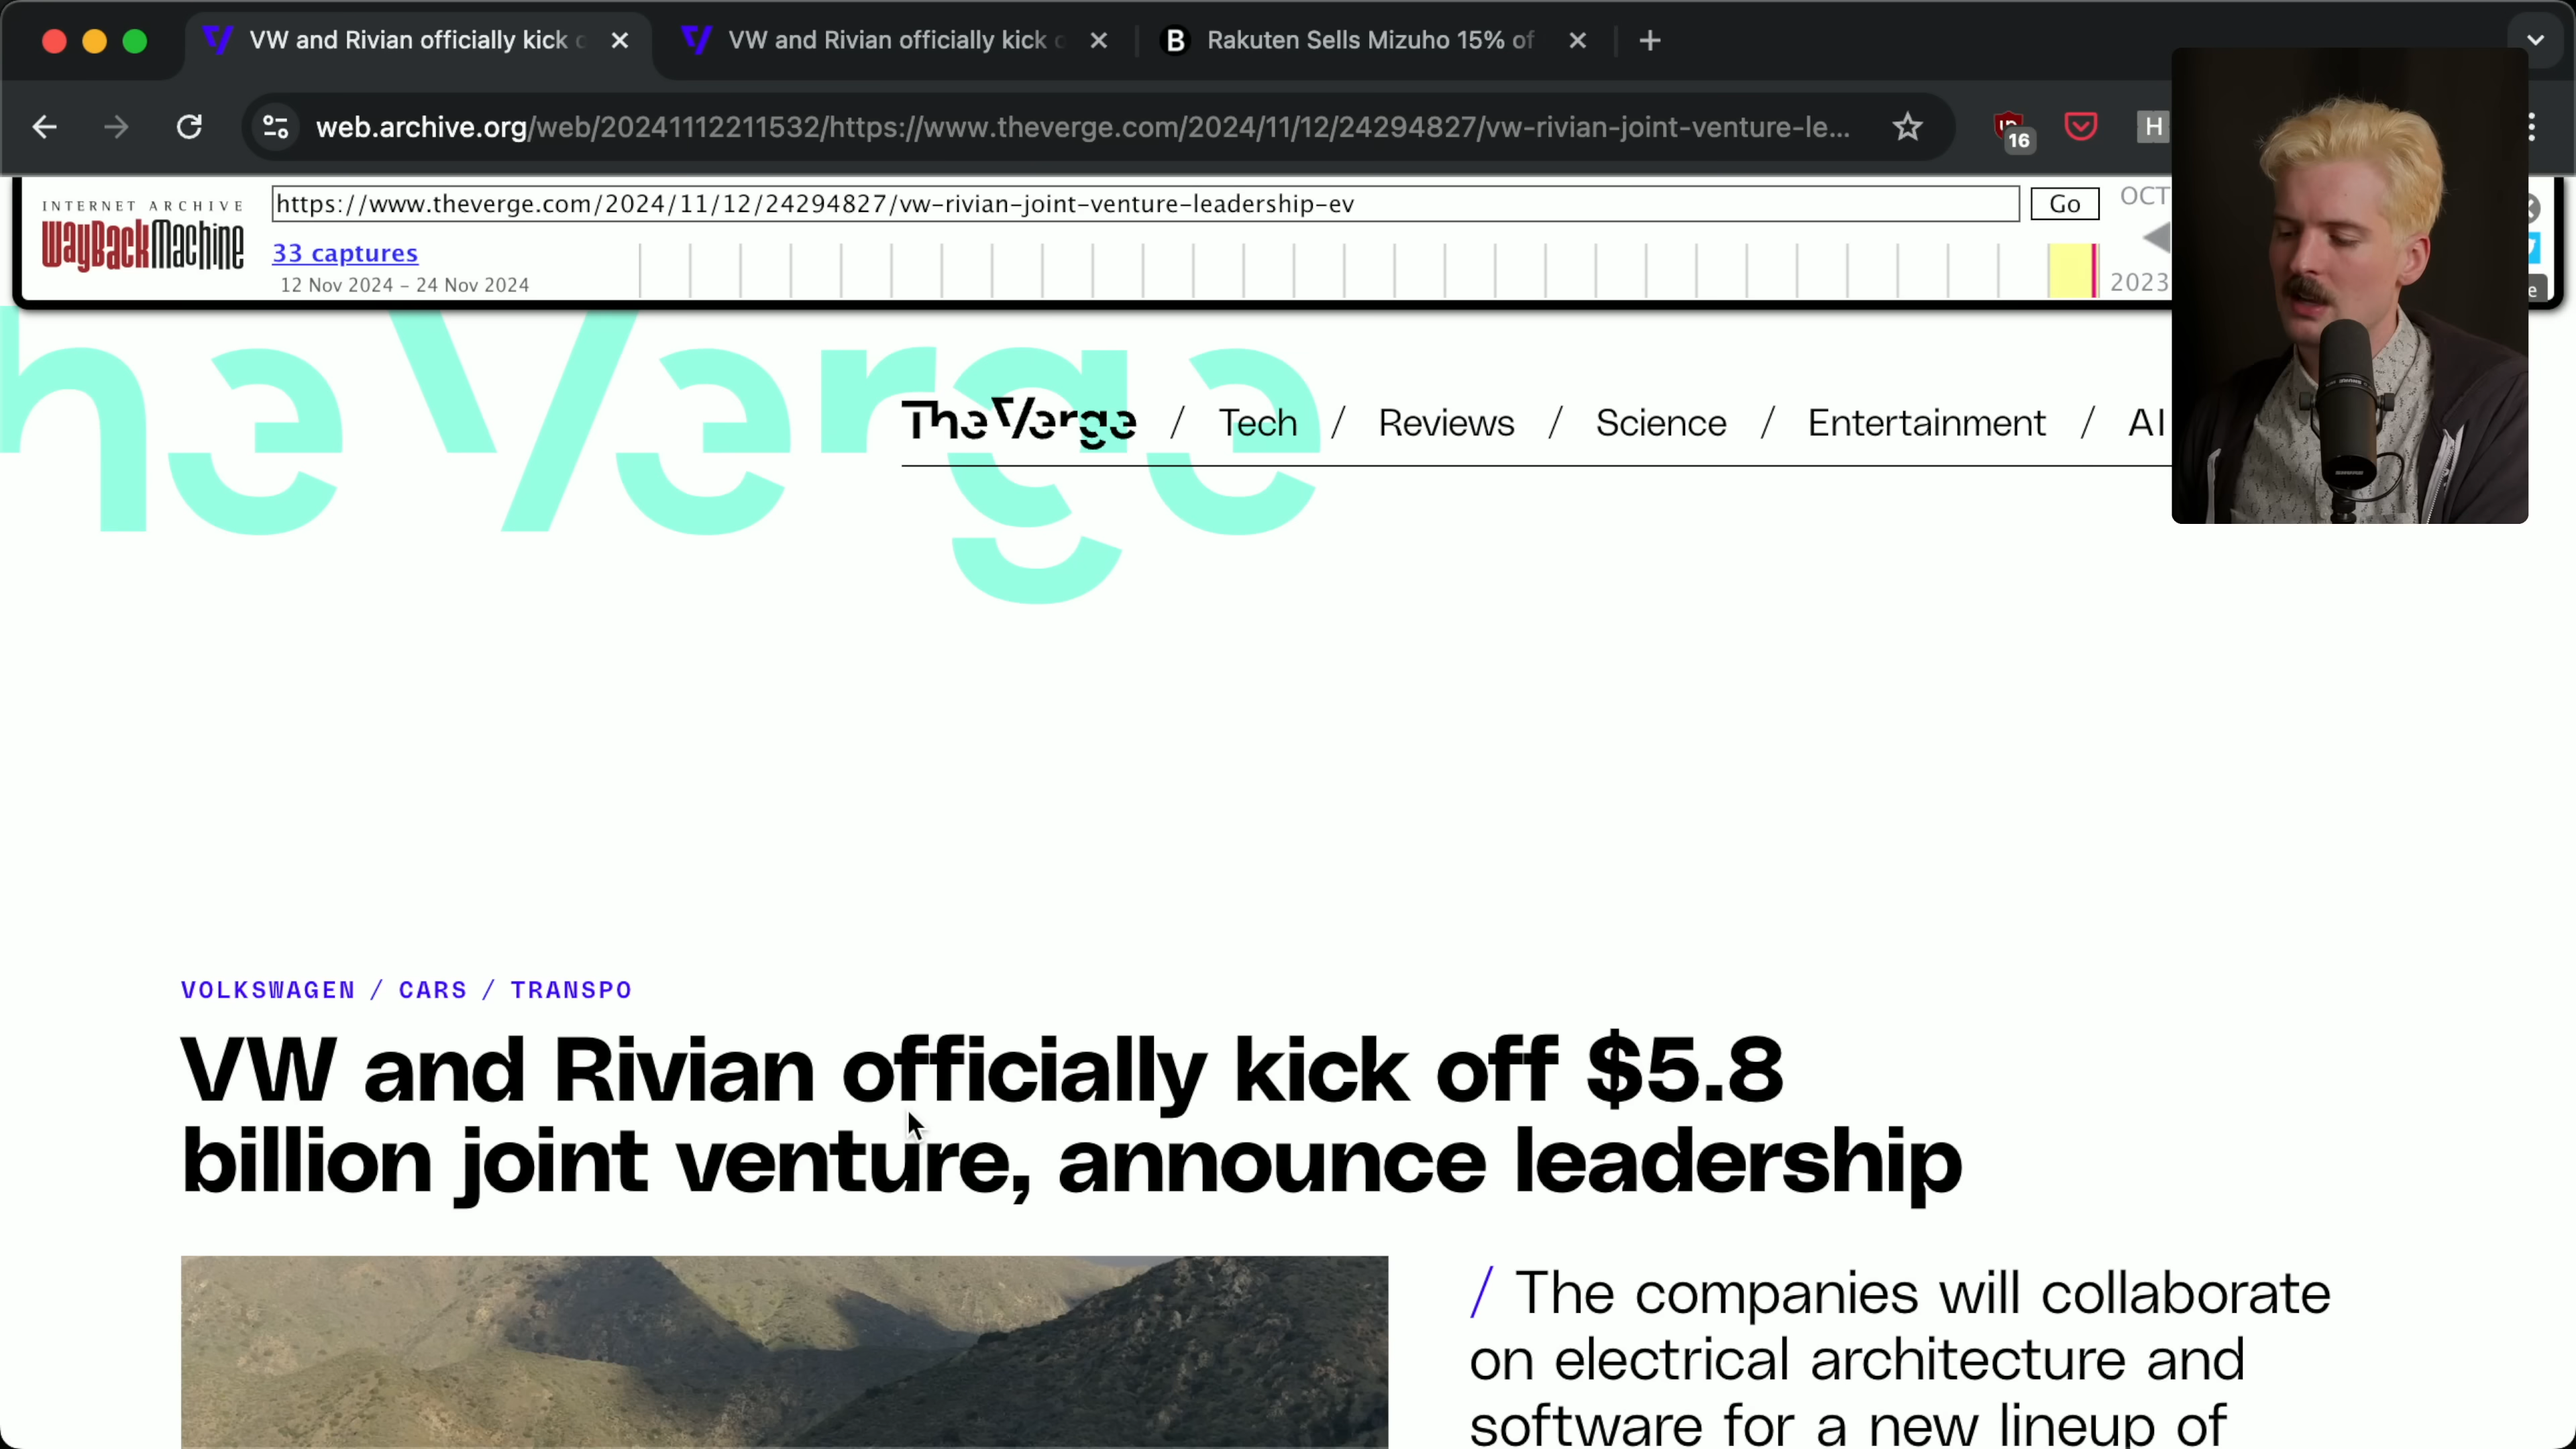 VW and Rivian officially kick
VW and Rivian officially kick
B
Rakuten Sells Mizuho 15% of
web.archive.org/web/20241112211532/https://www.theverge.com/2024/11/12/24294827/vw-rivian-joint-venture-le...
16
H
INTERNET ARCHIVE
WayBackMachine
https://www.theverge.com/2024/11/12/24294827/vw-rivian-joint-venture-leadership-ev
Go
OCT
33 captures
12 Nov 2024 – 24 Nov 2024
2023
he Verge
The Verge / Tech / Reviews / Science / Entertainment / AI
VOLKSWAGEN / CARS / TRANSPO
VW and Rivian officially kick off $5.8
billion joint venture, announce leadership
/ The companies will collaborate
on electrical architecture and
software for a new lineup of